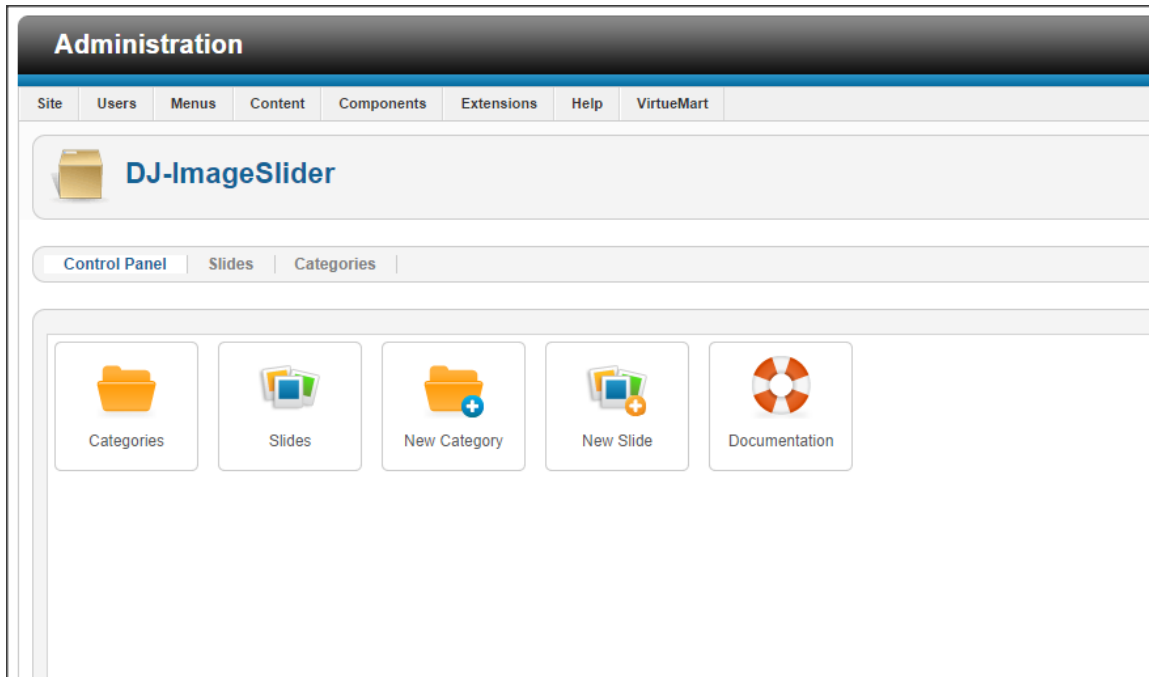 Administration
Site Users Menus Content Components Extensions Help VirtueMart
DJ-ImageSlider
Control Panel Slides Categories
Categories Slides New Category New Slide Documentation